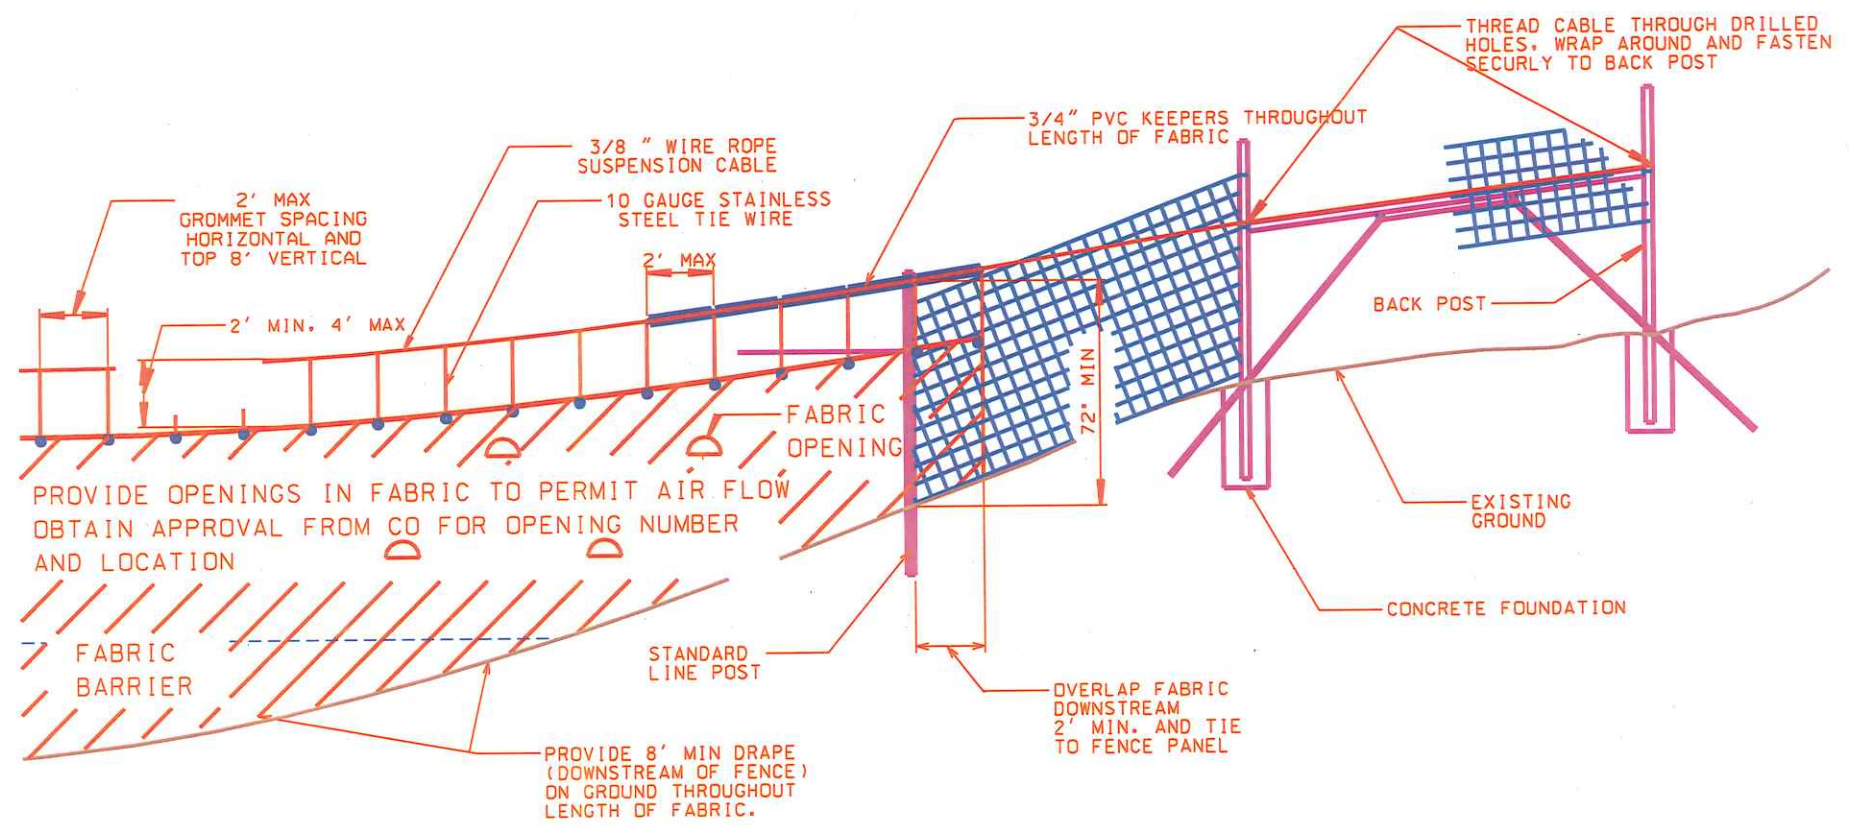 THREAD CABLE THROUGH DRILLED
HOLES, WRAP AROUND AND FASTEN
SECURLY TO BACK POST
3/4" PVC KEEPERS THROUGHOUT
LENGTH OF FABRIC
3/8 " WIRE ROPE
SUSPENSION CABLE
2' MAX
GROMMET SPACING
HORIZONTAL AND
TOP 8' VERTICAL
10 GAUGE STAINLESS
STEEL TIE WIRE
2' MAX
2' MIN. 4' MAX
BACK POST
72" MIN
FABRIC
OPENING
PROVIDE OPENINGS IN FABRIC TO PERMIT AIR FLOW
OBTAIN APPROVAL FROM CO FOR OPENING NUMBER
AND LOCATION
EXISTING
GROUND
CONCRETE FOUNDATION
FABRIC
BARRIER
STANDARD
LINE POST
OVERLAP FABRIC
DOWNSTREAM
2' MIN. AND TIE
TO FENCE PANEL
PROVIDE 8' MIN DRAPE
(DOWNSTREAM OF FENCE)
ON GROUND THROUGHOUT
LENGTH OF FABRIC.